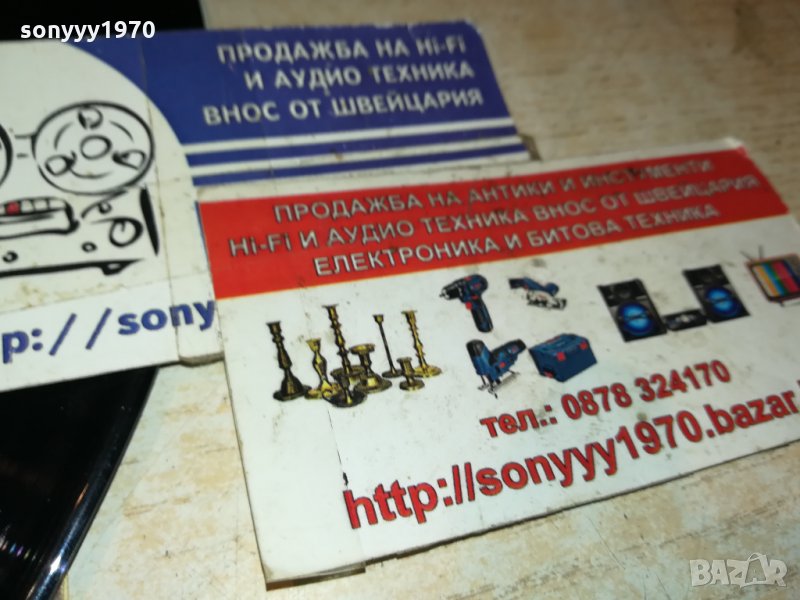 sonyyy1970
ПРОДАЖБА НА Hi-Fi
И АУДИО ТЕХНИКА
ВНОС ОТ ШВЕЙЦАРИЯ
p://sony
ПРОДАЖБА НА АНТИКИ И ИНСТРУМЕНТИ
Hi-Fi И АУДИО ТЕХНИКА ВНОС ОТ ШВЕЙЦАРИЯ
ЕЛЕКТРОНИКА И БИТОВА ТЕХНИКА
тел.: 0878 324170
http://sonyyy1970.bazar.
BAZAR